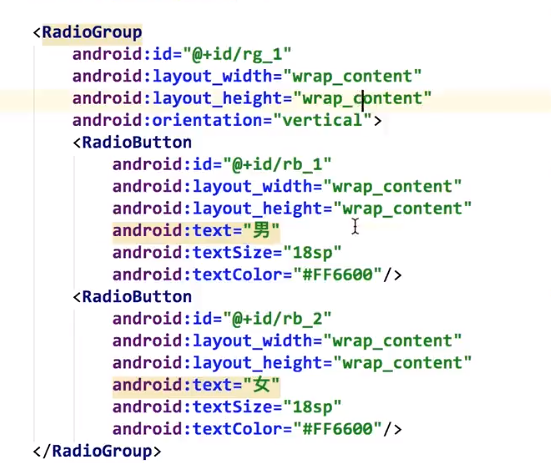 <RadioGroup
android:id="@+id/rg_1"
android:layout_width="wrap_content"
android:layout_height="wrap_content"
android:orientation="vertical">
<RadioButton
android:id="@+id/rb_1"
android:layout_width="wrap_content"
android:layout_height="wrap_content"
android:text="男"
android:textSize="18sp"
android:textColor="#FF6600"/>
<RadioButton
android:id="@+id/rb_2"
android:layout_width="wrap_content"
android:layout_height="wrap_content"
android:text="女"
android:textSize="18sp"
android:textColor="#FF6600"/>
</RadioGroup>